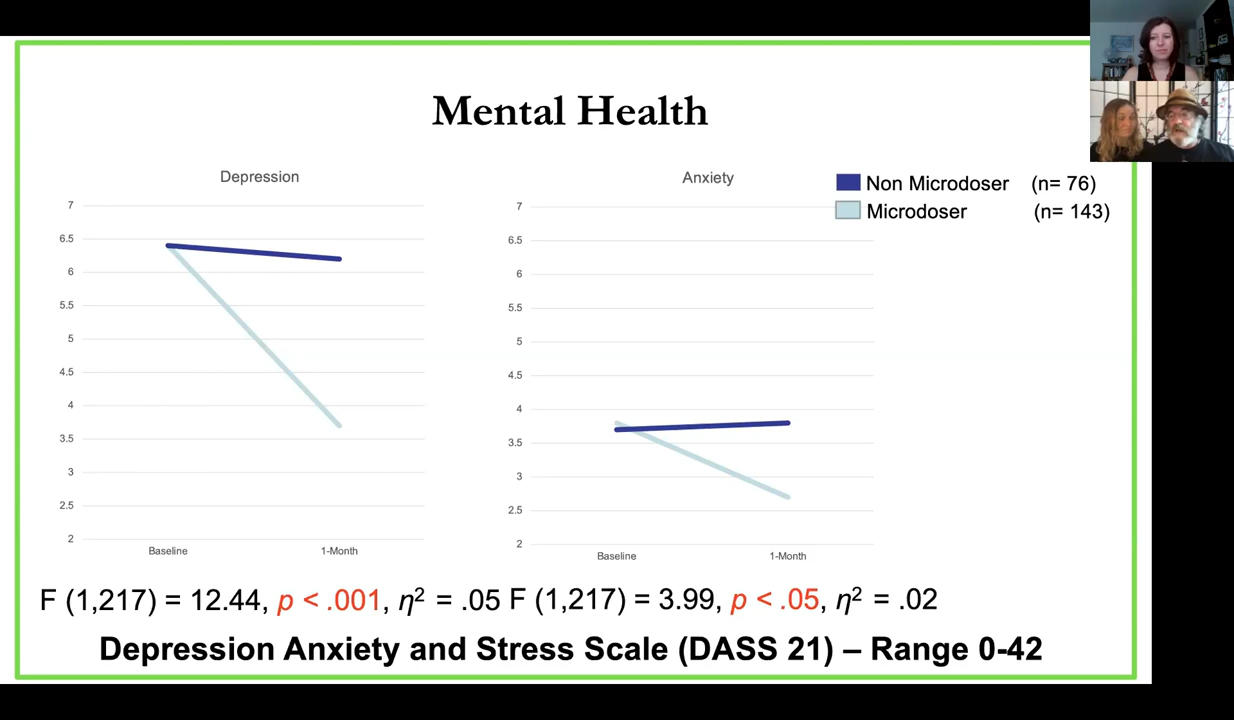 Mental Health
Depression
7
6.5
6
5.5
5
4.5
4
3.5
3
2.5
2
Baseline 1-Month
Anxiety
7
6.5
6
5.5
5
4.5
4
3.5
3
2.5
2
Baseline 1-Month
Non Microdoser (n= 76)
Microdoser (n= 143)
F (1,217) = 12.44, p < .001, η² = .05 F (1,217) = 3.99, p < .05, η² = .02
Depression Anxiety and Stress Scale (DASS 21) – Range 0-42